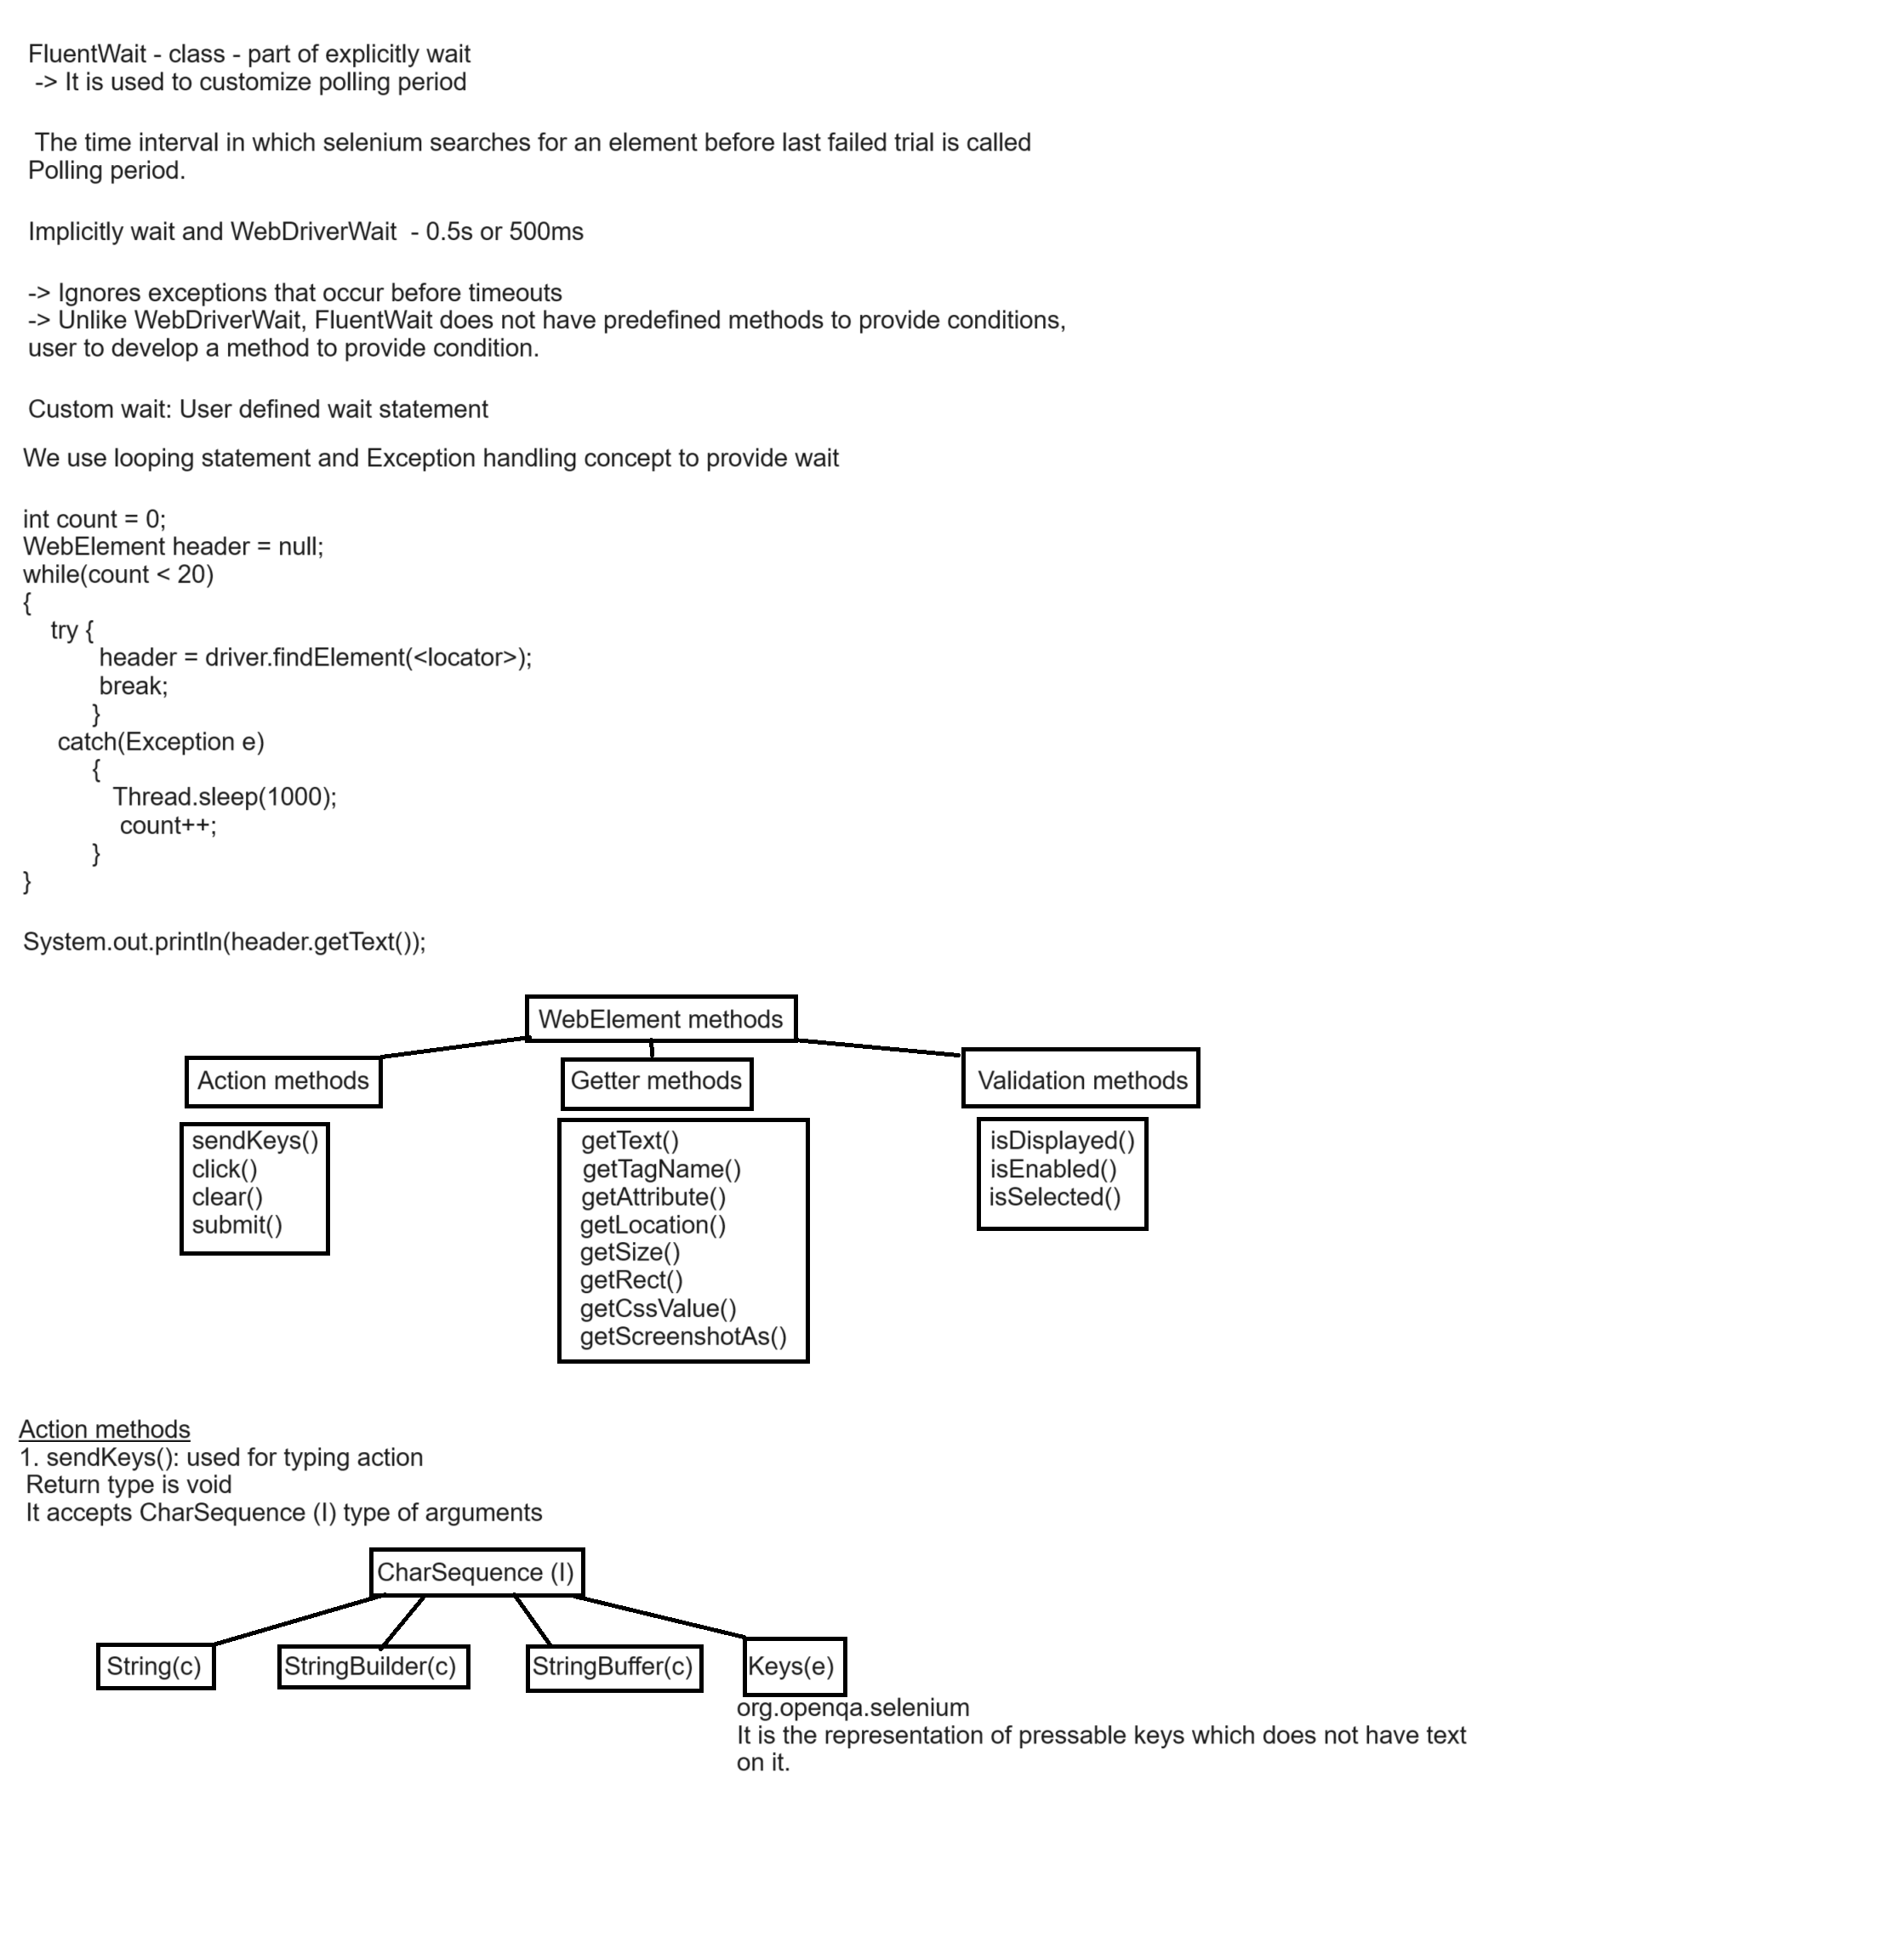 FluentWait - class - part of explicitly wait
-> It is used to customize polling period
The time interval in which selenium searches for an element before last failed trial is called
Polling period.
Implicitly wait and WebDriverWait - 0.5s or 500ms
-> Ignores exceptions that occur before timeouts
-> Unlike WebDriverWait, FluentWait does not have predefined methods to provide conditions,
user to develop a method to provide condition.
Custom wait: User defined wait statement
We use looping statement and Exception handling concept to provide wait
int count = 0;
WebElement header = null;
while(count < 20)
{
try {
header = driver.findElement(<locator>);
break;
}
catch(Exception e)
{
Thread.sleep(1000);
count++;
}
}
System.out.println(header.getText());
WebElement methods
Action methods
Getter methods
Validation methods
sendKeys()
click()
clear()
submit()
getText()
getTagName()
getAttribute()
getLocation()
getSize()
getRect()
getCssValue()
getScreenshotAs()
isDisplayed()
isEnabled()
isSelected()
Action methods
1. sendKeys(): used for typing action
Return type is void
It accepts CharSequence (I) type of arguments
CharSequence (I)
String(c)
StringBuilder(c)
StringBuffer(c)
Keys(e)
org.openqa.selenium
It is the representation of pressable keys which does not have text
on it.